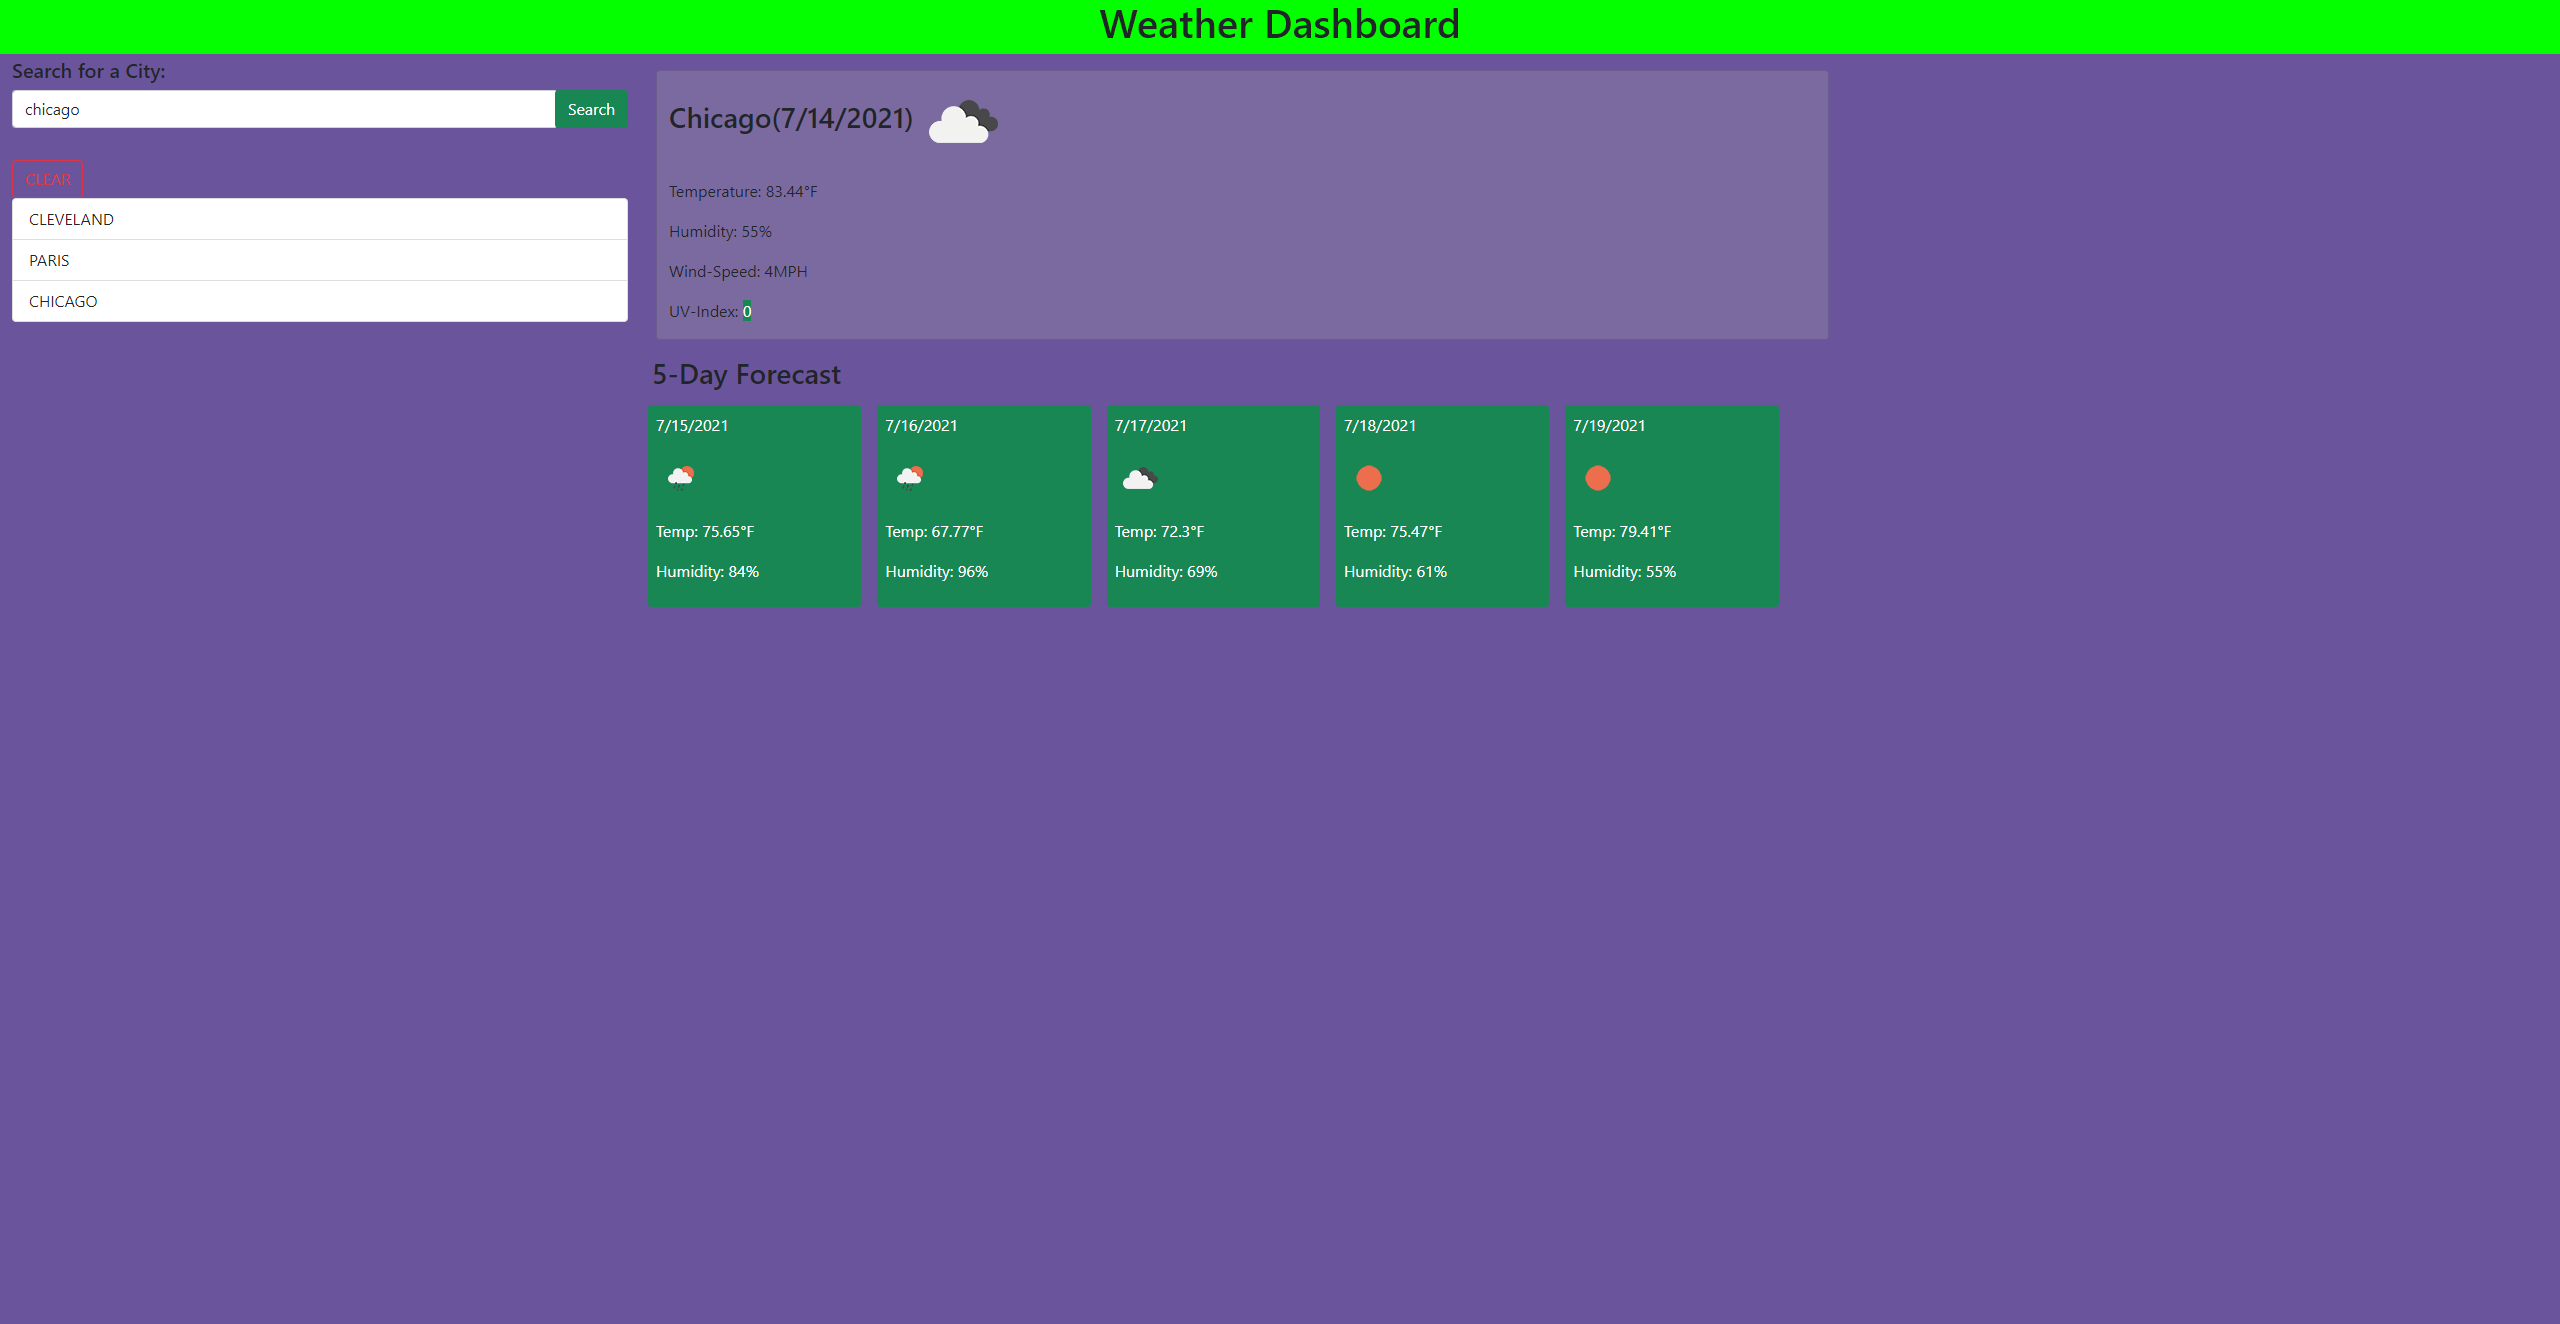 Weather Dashboard
Search for a City:
chicago Search
CLEAR
CLEVELAND
PARIS
CHICAGO
Chicago(7/14/2021)
Temperature: 83.44°F
Humidity: 55%
Wind-Speed: 4MPH
UV-Index: 0
5-Day Forecast
7/15/2021
Temp: 75.65°F
Humidity: 84%
7/16/2021
Temp: 67.77°F
Humidity: 96%
7/17/2021
Temp: 72.3°F
Humidity: 69%
7/18/2021
Temp: 75.47°F
Humidity: 61%
7/19/2021
Temp: 79.41°F
Humidity: 55%